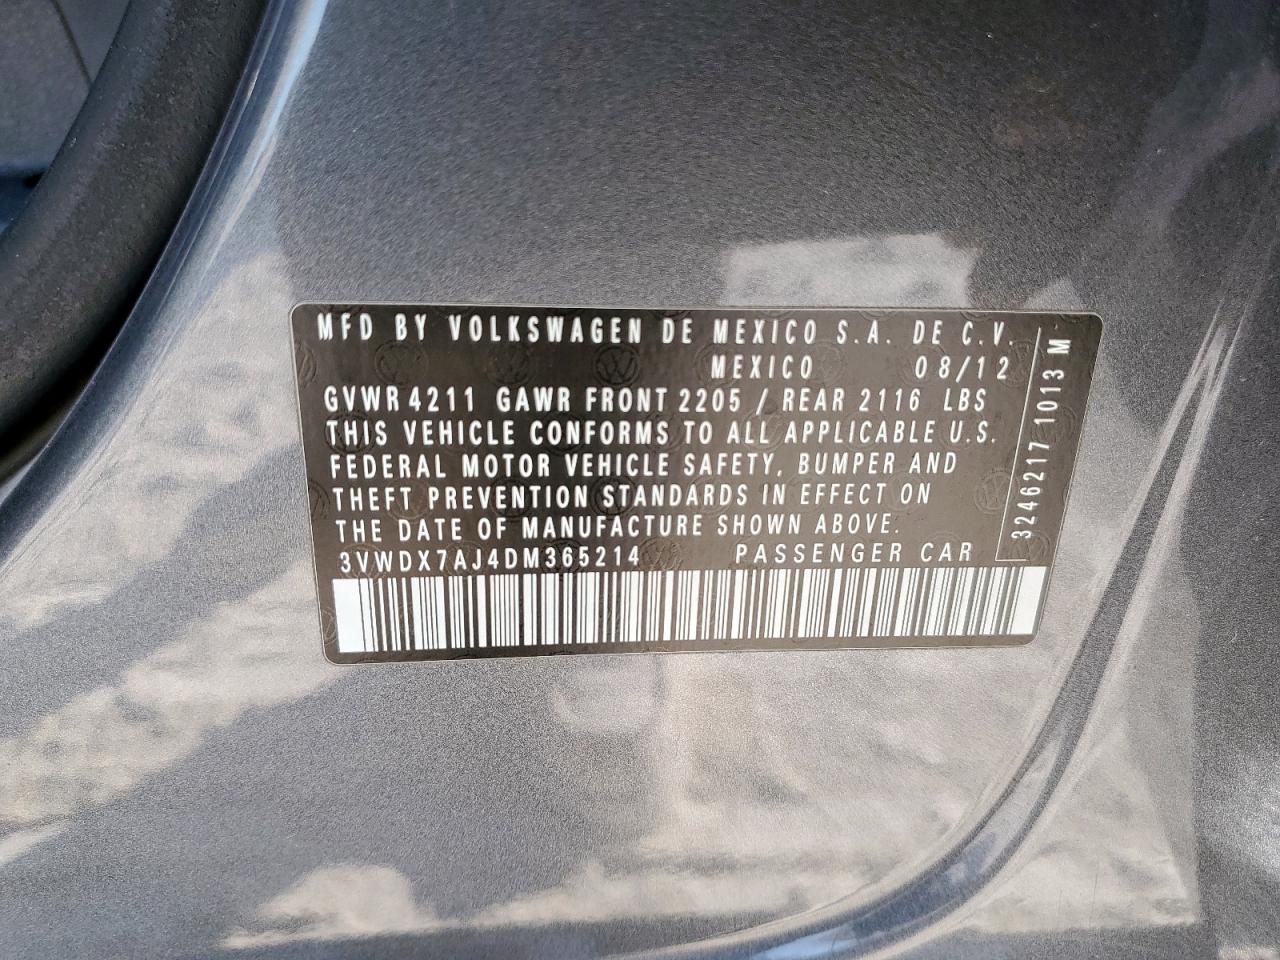 MFD BY VOLKSWAGEN DE MEXICO S.A. DE C.V.
MEXICO 08/12
GVWR 4211 GAWR FRONT 2205 / REAR 2116 LBS
THIS VEHICLE CONFORMS TO ALL APPLICABLE U.S.
FEDERAL MOTOR VEHICLE SAFETY, BUMPER AND
THEFT PREVENTION STANDARDS IN EFFECT ON
THE DATE OF MANUFACTURE SHOWN ABOVE.
3VWDX7AJ4DM365214 PASSENGER CAR
3246217 1013 M